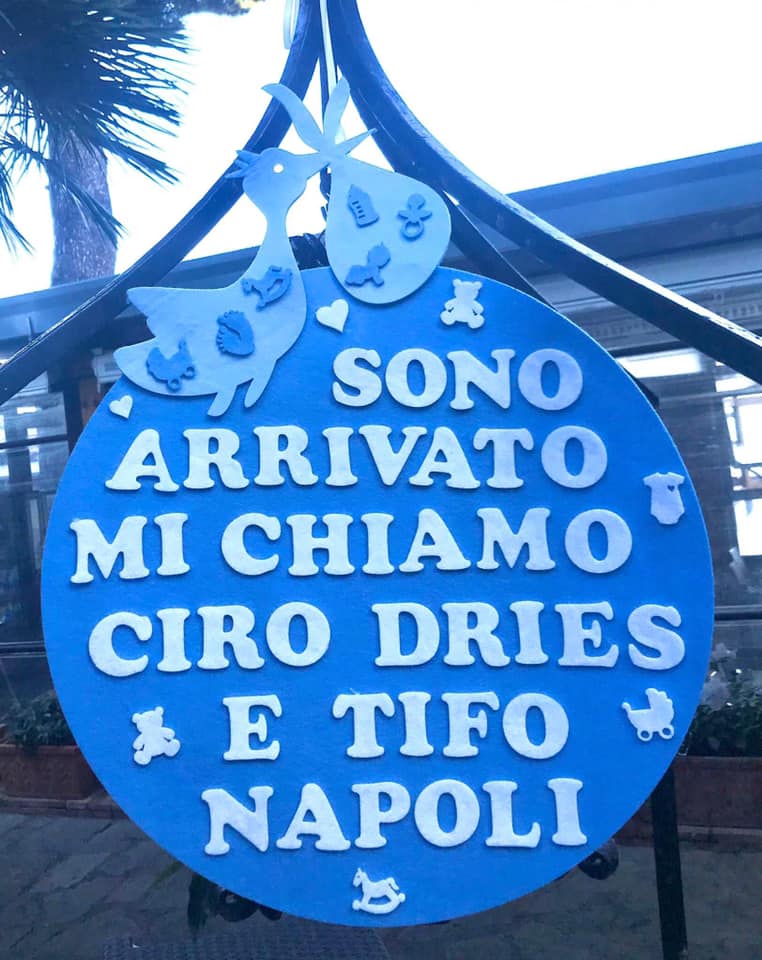 SONO
ARRIVATO
MI CHIAMO
CIRO DRIES
E TIFO
NAPOLI